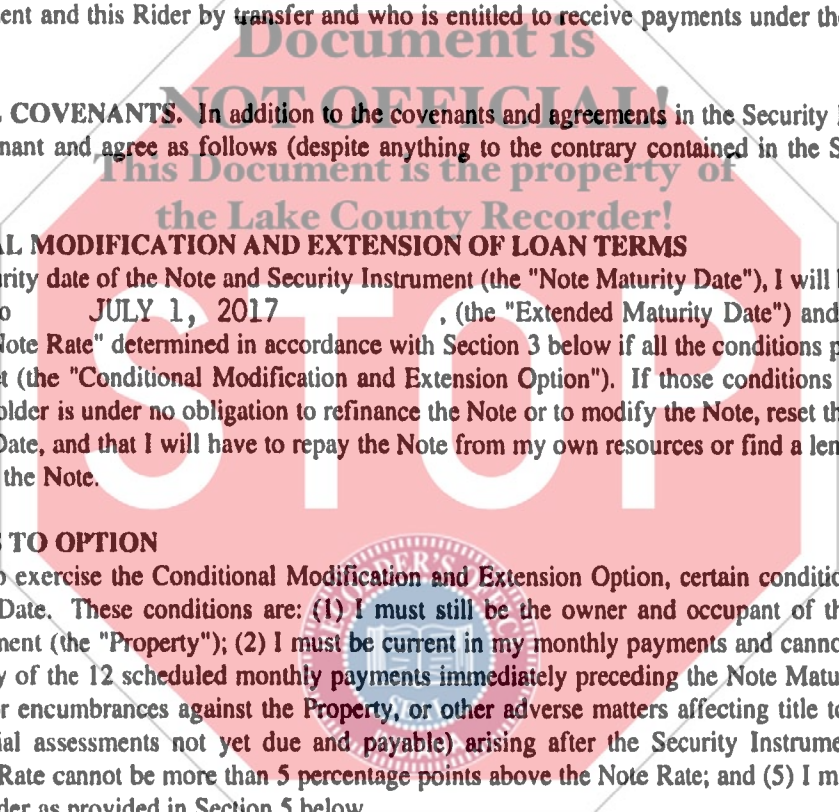 ent and this Rider by transfer and who is entitled to receive payments under the
Document is
NOT OFFICIAL!
COVENANTS. In addition to the covenants and agreements in the Security
nant and agree as follows (despite anything to the contrary contained in the S
This Document is the property of
the Lake County Recorder!
AL MODIFICATION AND EXTENSION OF LOAN TERMS
rity date of the Note and Security Instrument (the "Note Maturity Date"), I will
o JULY 1, 2017 , (the "Extended Maturity Date") and
Note Rate" determined in accordance with Section 3 below if all the conditions p
t (the "Conditional Modification and Extension Option"). If those conditions
older is under no obligation to refinance the Note or to modify the Note, reset th
Date, and that I will have to repay the Note from my own resources or find a len
the Note.
STOP
S TO OPTION
o exercise the Conditional Modification and Extension Option, certain conditio
Date. These conditions are: (1) I must still be the owner and occupant of th
ment (the "Property"); (2) I must be current in my monthly payments and canno
y of the 12 scheduled monthly payments immediately preceding the Note Matu
r encumbrances against the Property, or other adverse matters affecting title to
ial assessments not yet due and payable) arising after the Security Instrume
Rate cannot be more than 5 percentage points above the Note Rate; and (5) I m
der as provided in Section 5 below.